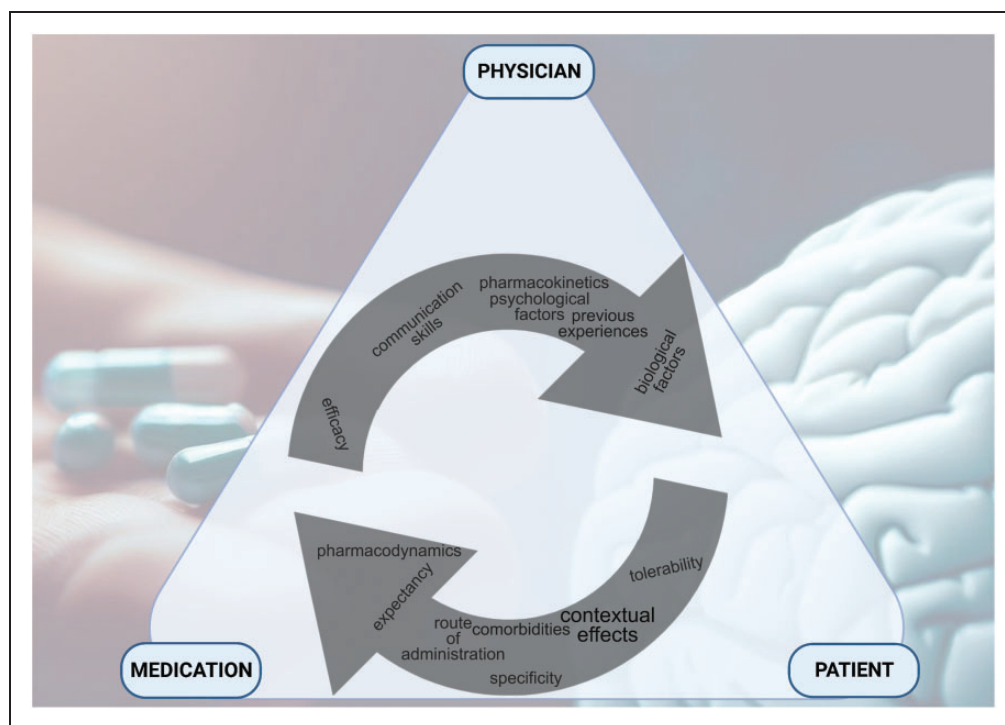 PHYSICIAN
pharmacokinetics
psychological
factors
previous
experiences
communication
skills
biological
factors
efficacy
pharmacodynamics
expectancy
tolerability
contextual
effects
route
of
administration
comorbidities
specificity
MEDICATION
PATIENT